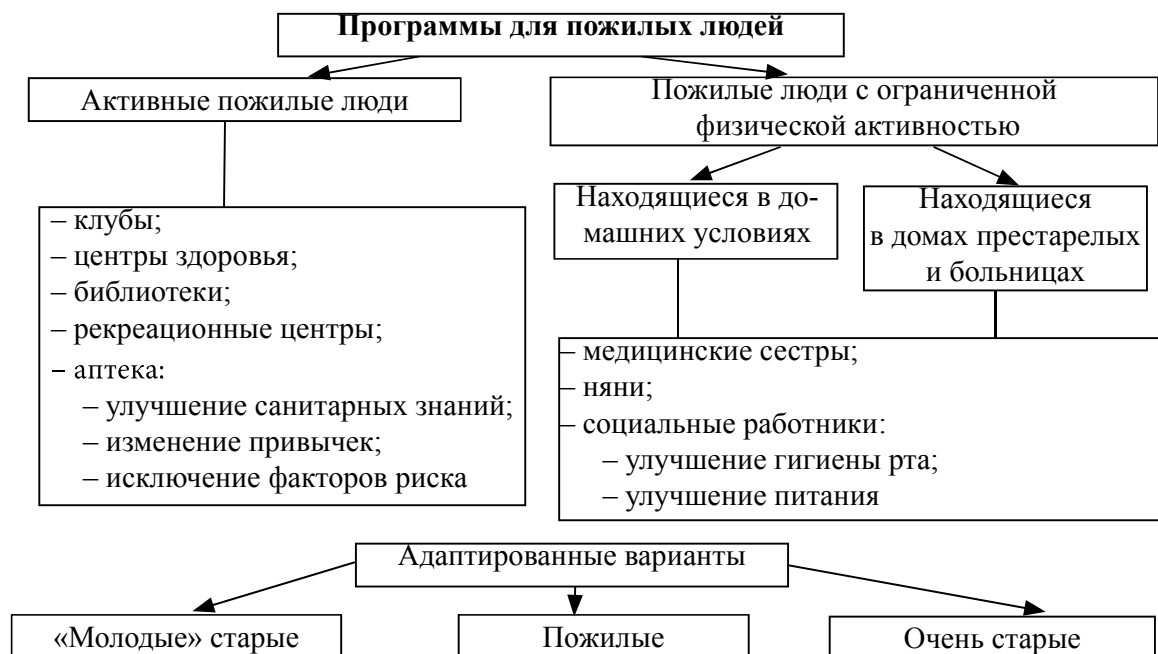 Программы для пожилых людей
Активные пожилые люди
Пожилые люди с ограниченной
физической активностью
– клубы;
– центры здоровья;
– библиотеки;
– рекреационные центры;
– аптека:
– улучшение санитарных знаний;
– изменение привычек;
– исключение факторов риска
Находящиеся в до-
машних условиях
Находящиеся
в домах престарелых
и больницах
– медицинские сестры;
– няни;
– социальные работники:
– улучшение гигиены рта;
– улучшение питания
Адаптированные варианты
«Молодые» старые
Пожилые
Очень старые